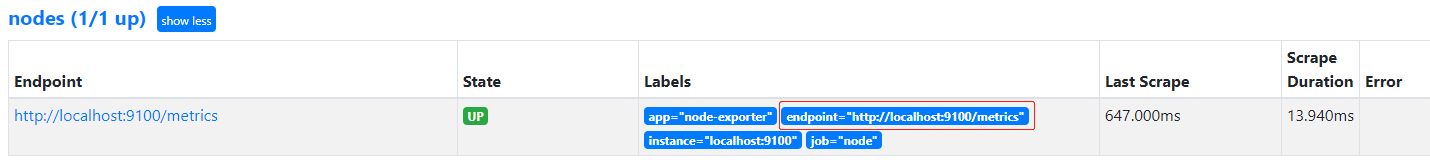 nodes (1/1 up) show less
Endpoint State Labels Last Scrape Scrape Duration Error
http://localhost:9100/metrics UP app="node-exporter" endpoint="http://localhost:9100/metrics" 647.000ms 13.940ms
instance="localhost:9100" job="node"